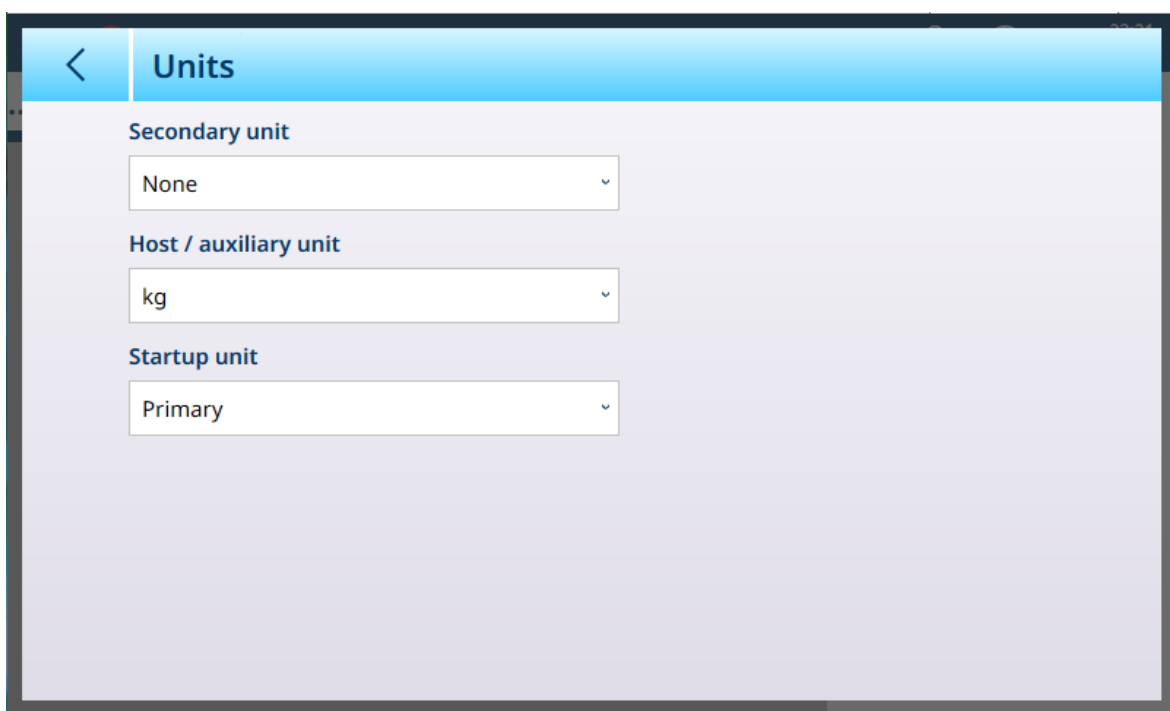 Units
Secondary unit
None
Host / auxiliary unit
kg
Startup unit
Primary